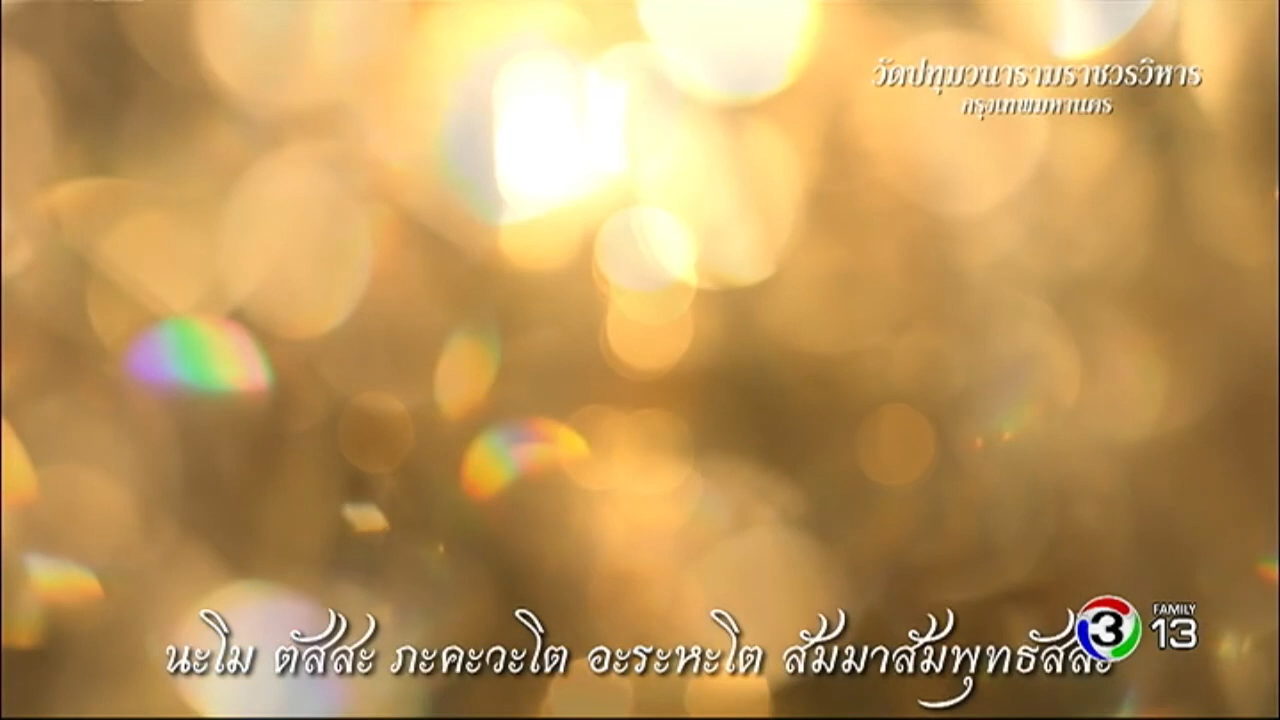 วัดปทุมวนารามราชวรวิหาร
กรุงเทพมหานคร
นะโม ตัสสะ ภะคะวะโต อะระหะโต สัมมาสัมพุทธัสสะ
3
FAMILY
13